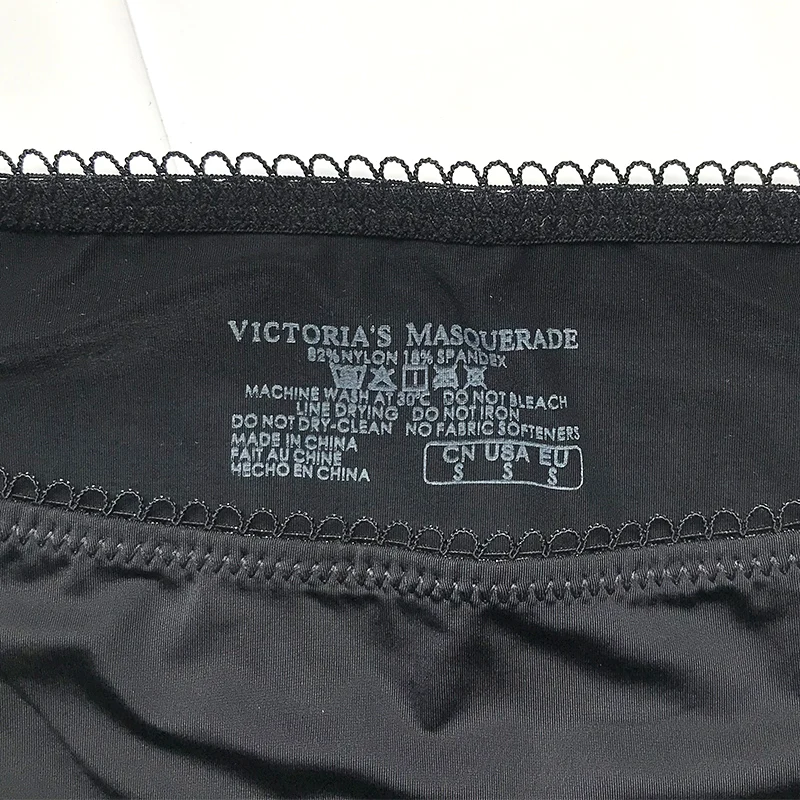 VICTORIA'S MASQUERADE
82% NYLON 18% SPANDEX
MACHINE WASH AT 30°C DO NOT BLEACH
LINE DRYING DO NOT IRON
DO NOT DRY-CLEAN NO FABRIC SOFTENERS
MADE IN CHINA
FAIT AU CHINE
HECHO EN CHINA
CN USA EU
S S S